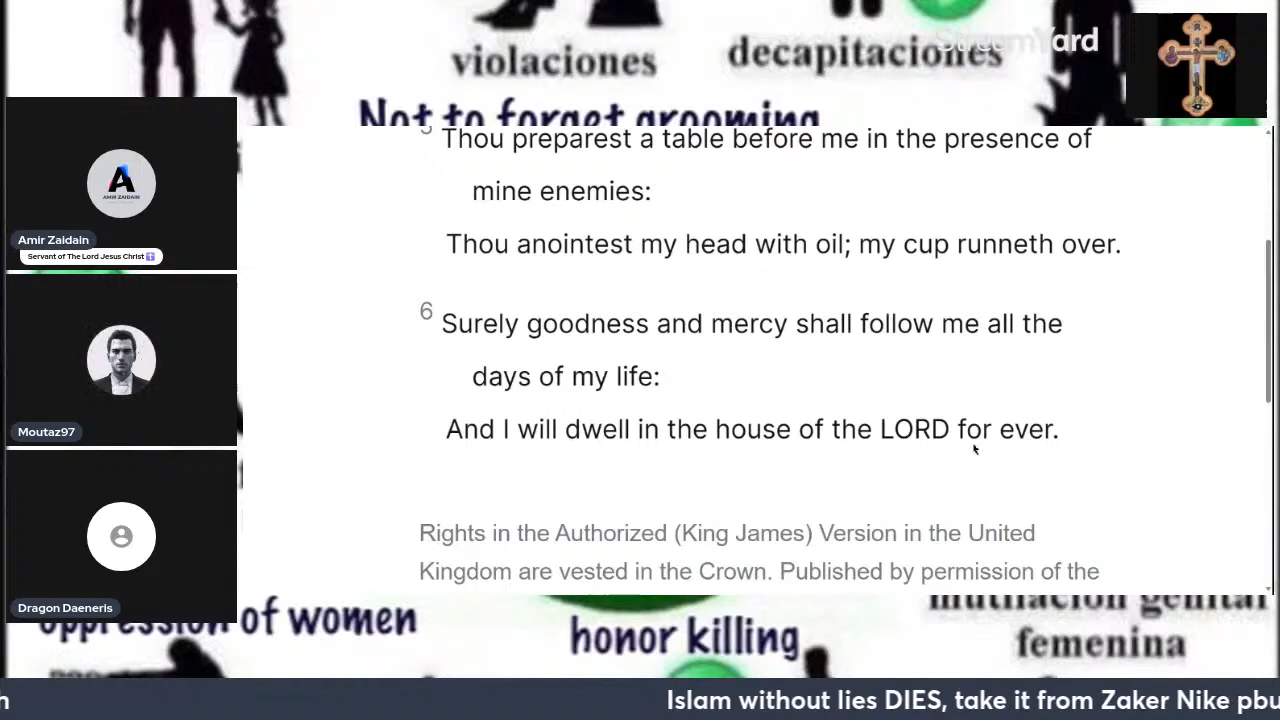 violaciones
decapitaciones
StreamYard
Not to forget grooming
5 Thou preparest a table before me in the presence of
mine enemies:
Thou anointest my head with oil; my cup runneth over.
6 Surely goodness and mercy shall follow me all the
days of my life:
And I will dwell in the house of the LORD for ever.
Rights in the Authorized (King James) Version in the United
Kingdom are vested in the Crown. Published by permission of the
A
AMIR ZAIDAIN
Amir Zaidain
Servant of The Lord Jesus Christ
Moutaz97
Dragon Daeneris
oppression of women
honor killing
mutilacion genital
femenina
h
Islam without lies DIES, take it from Zaker Nike pbu